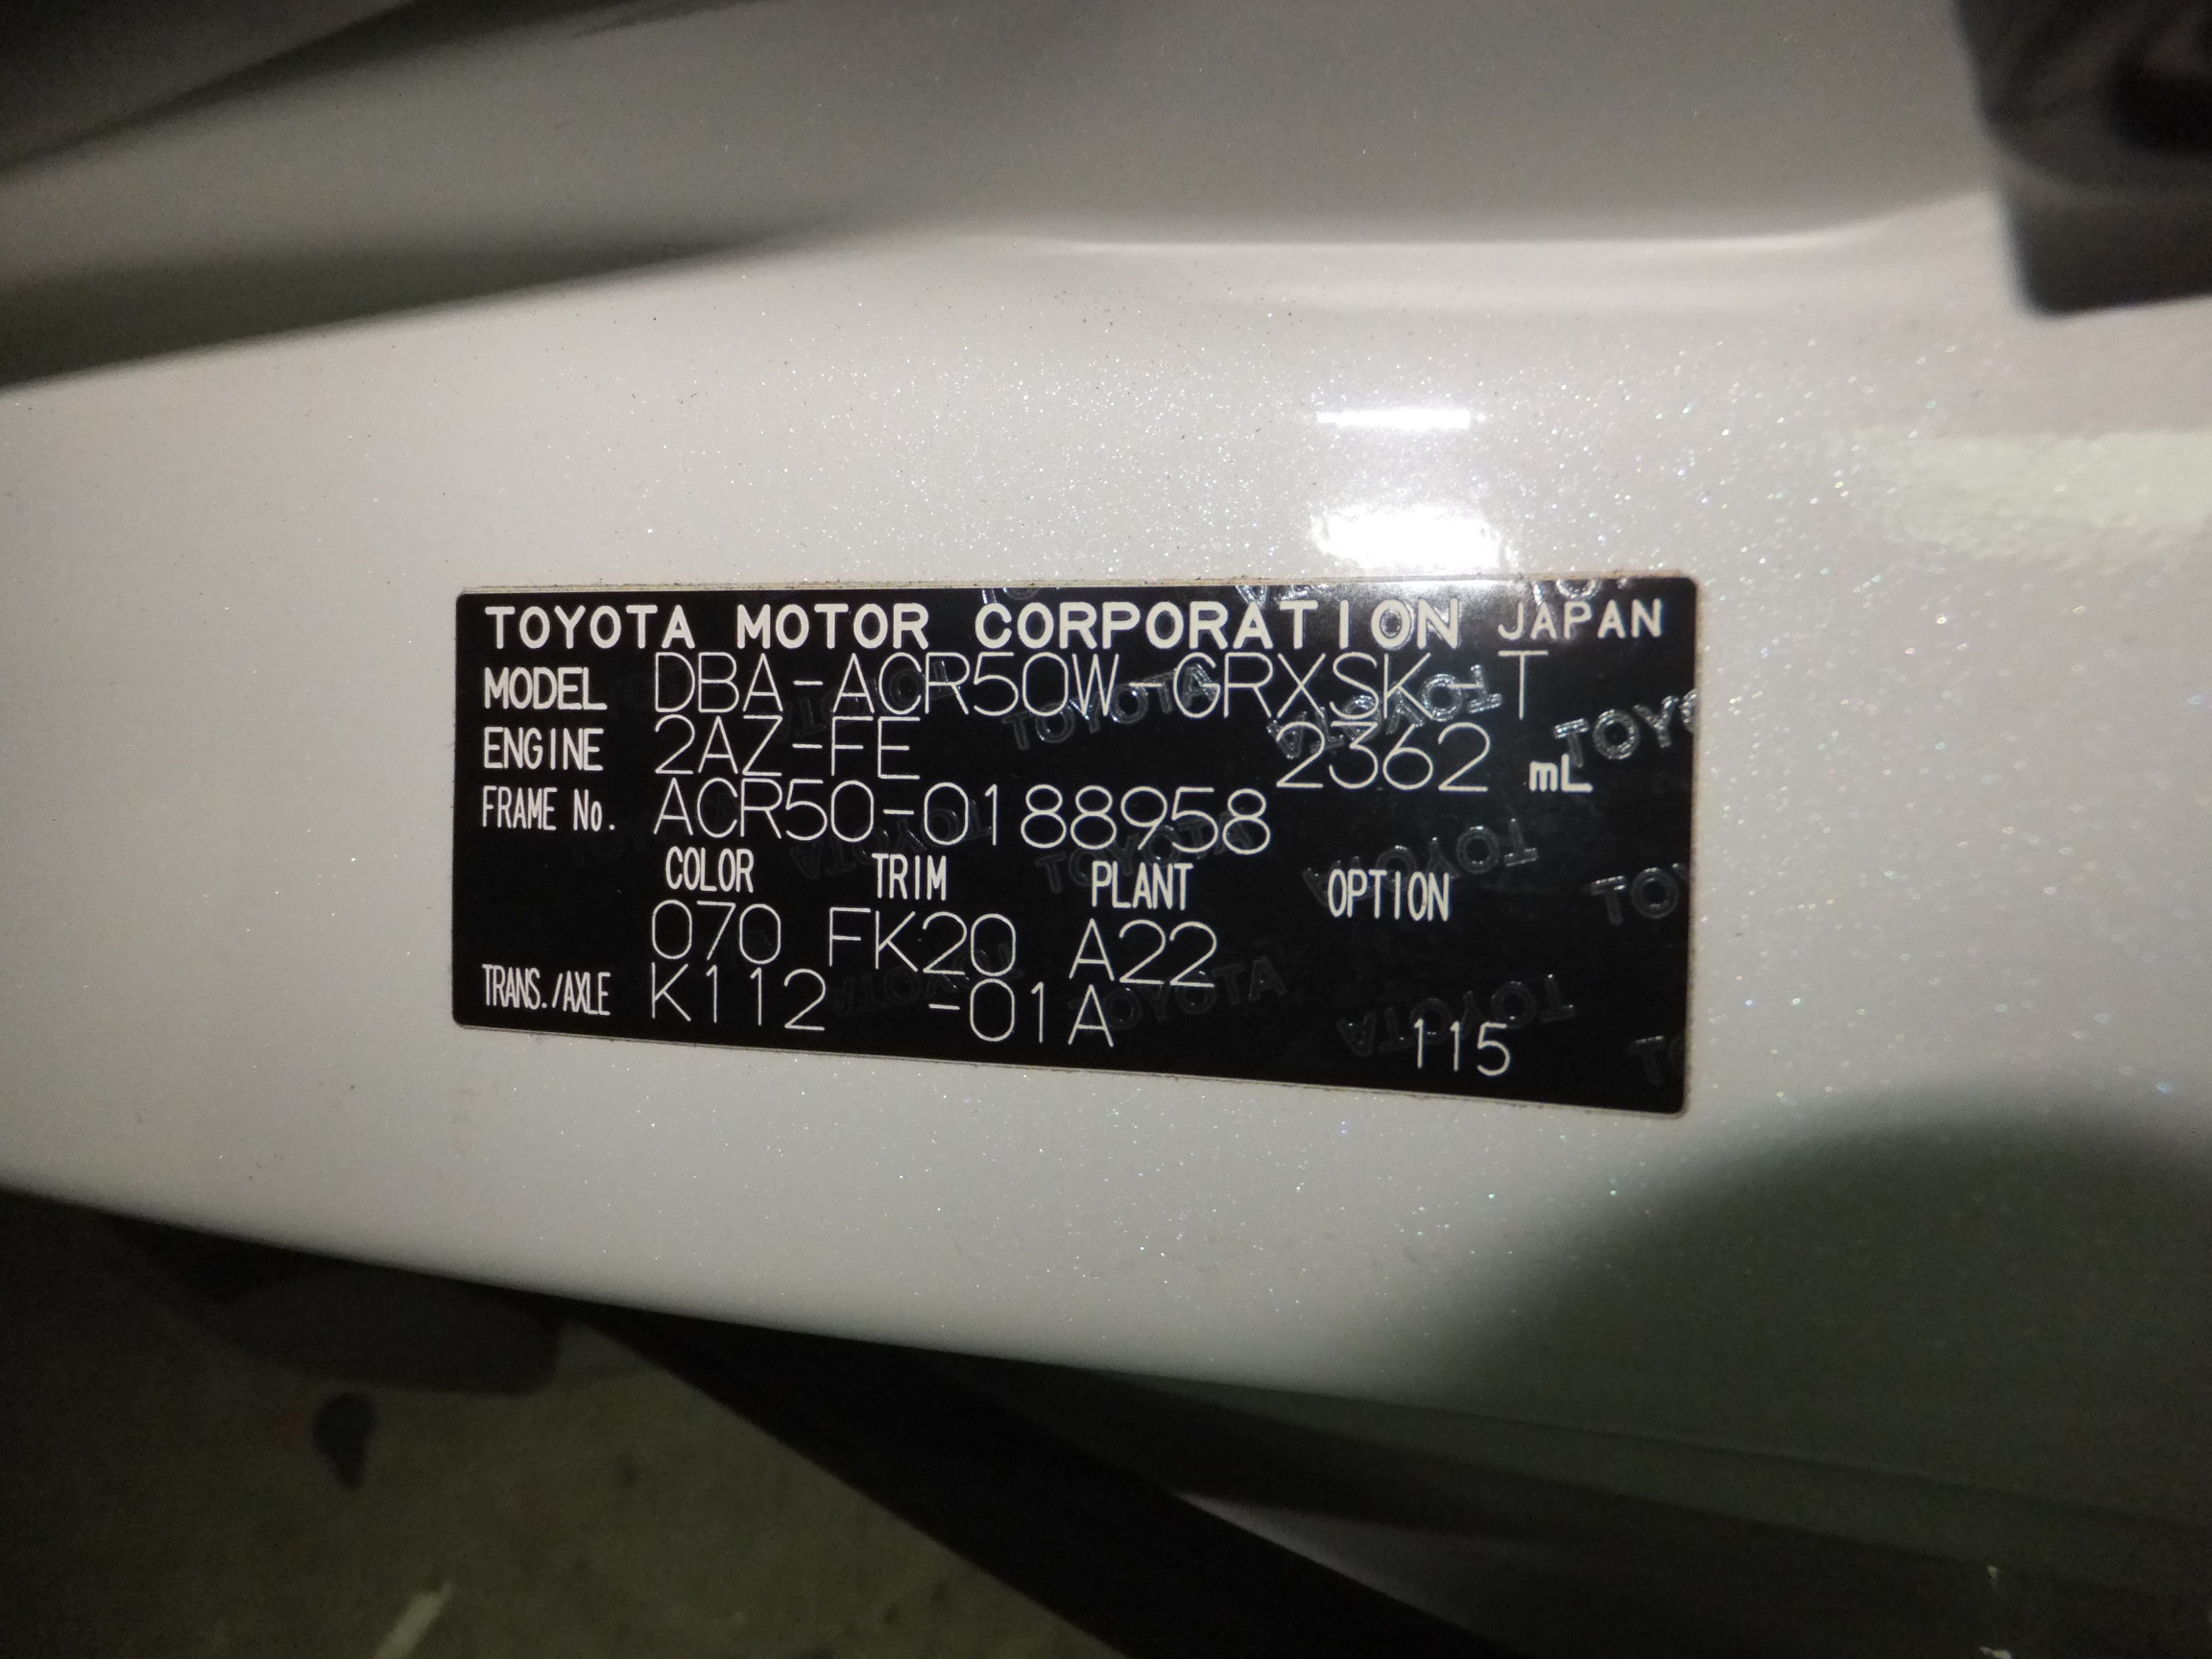 TOYOTA MOTOR CORPORATION JAPAN
MODEL DBA-ACR50W-GRXSK-T
ENGINE 2AZ-FE 2362 mL
FRAME No. ACR50-0188958
COLOR TRIM PLANT OPTION
070 FK20 A22
TRANS./AXLE K112 -01A
115